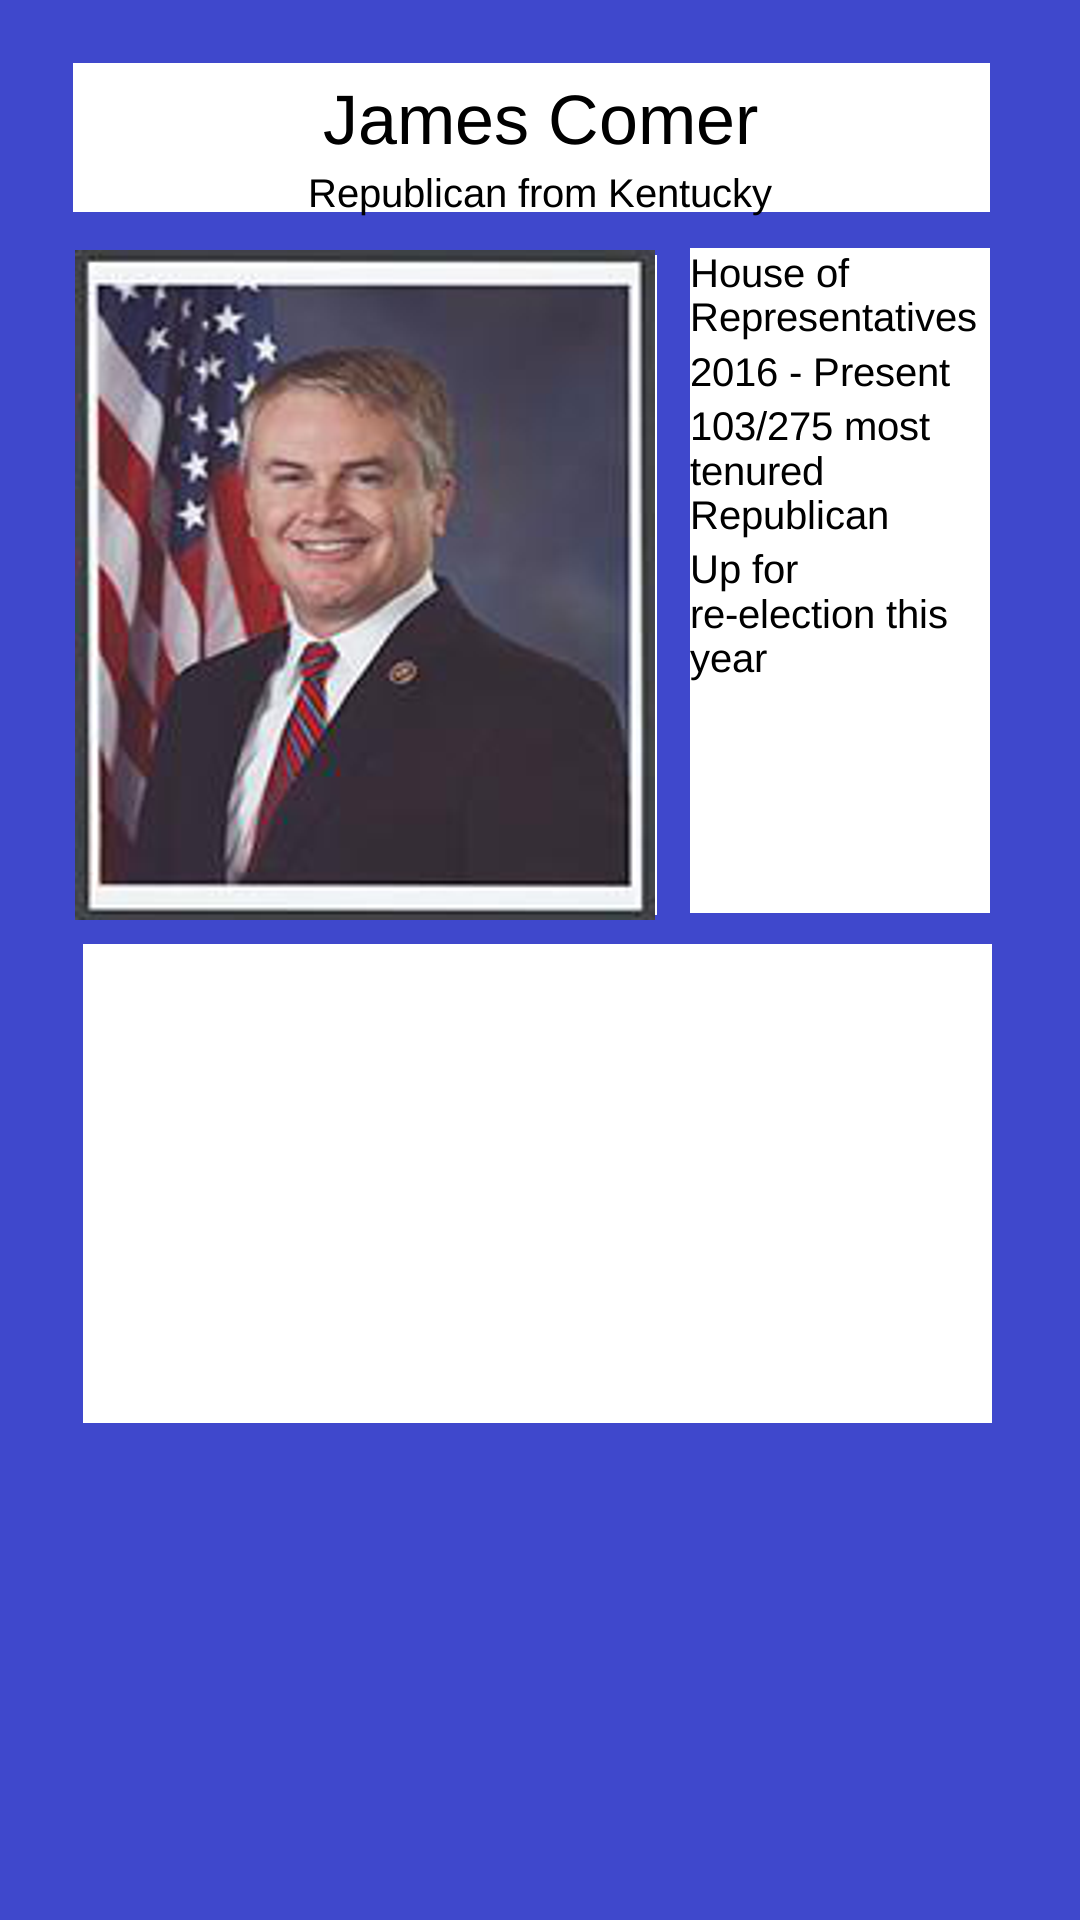 James Comer
Republican from Kentucky
House of
Representatives
2016 - Present
103/275 most
tenured
Republican
Up for
re-election this
year